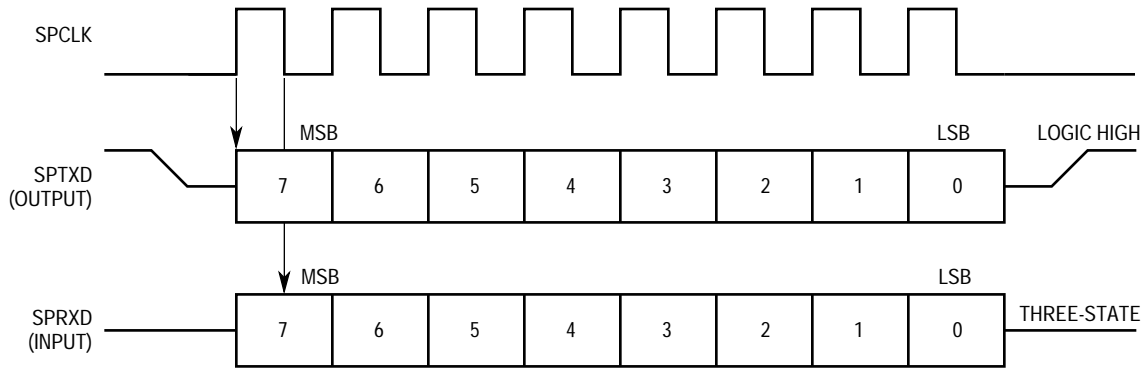 SPCLK
MSB
LSB
LOGIC HIGH
SPTXD
(OUTPUT)
7 6 5 4 3 2 1 0
MSB
LSB
THREE-STATE
SPRXD
(INPUT)
7 6 5 4 3 2 1 0